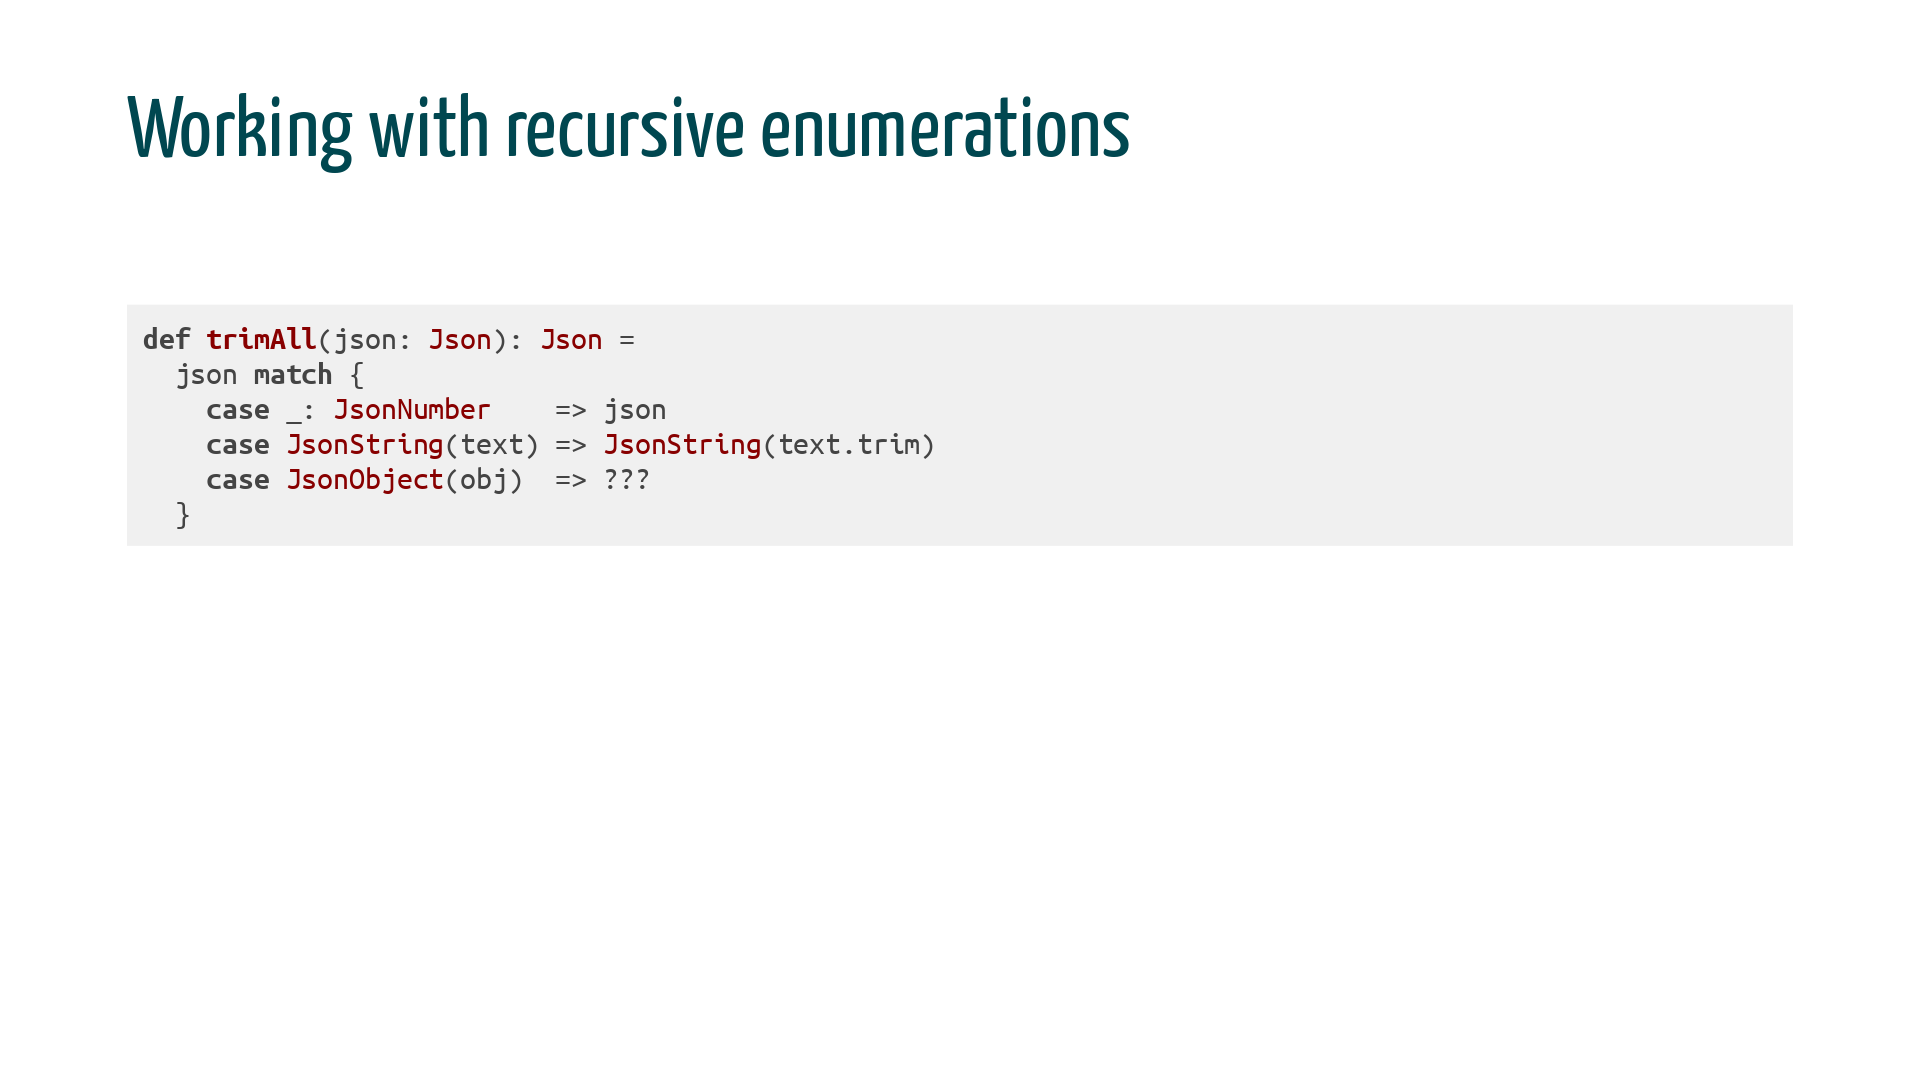 Working with recursive enumerations
def trimAll(json: Json): Json =
  json match {
    case _: JsonNumber    => json
    case JsonString(text) => JsonString(text.trim)
    case JsonObject(obj)  => ???
  }